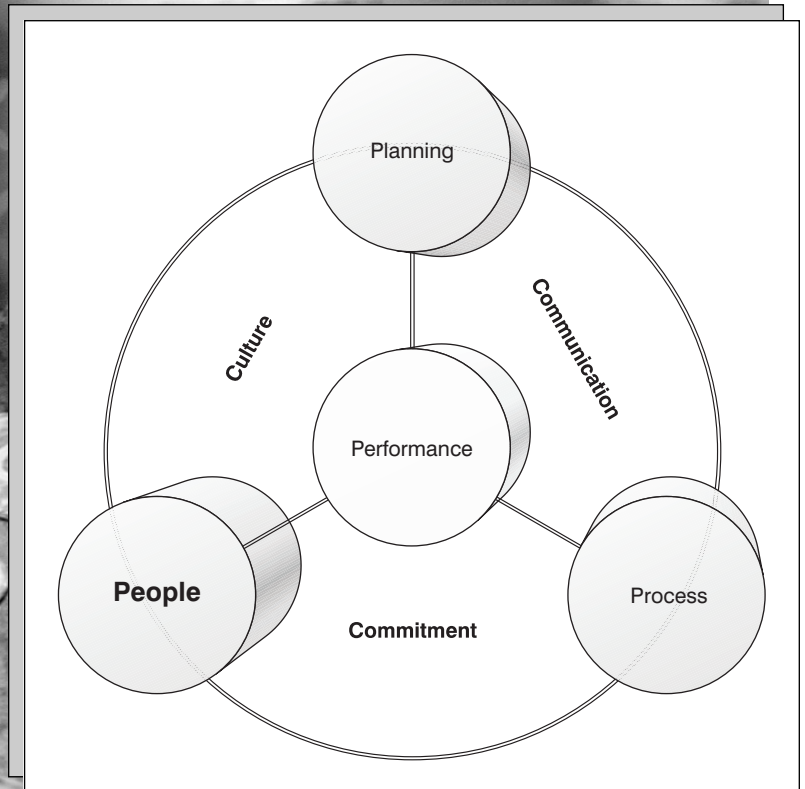 Planning
Culture
Communication
Performance
People
Process
Commitment